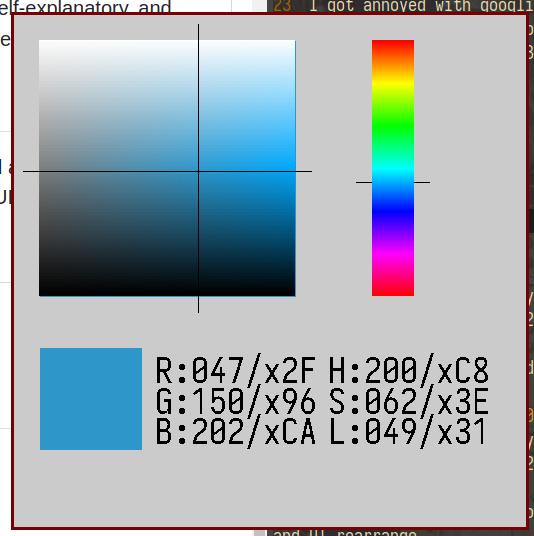 elf-explanatory, and
23 I got annoyed with googli
R:047/x2F H:200/xC8
G:150/x96 S:062/x3E
B:202/xCA L:049/x31
and UI rearrange